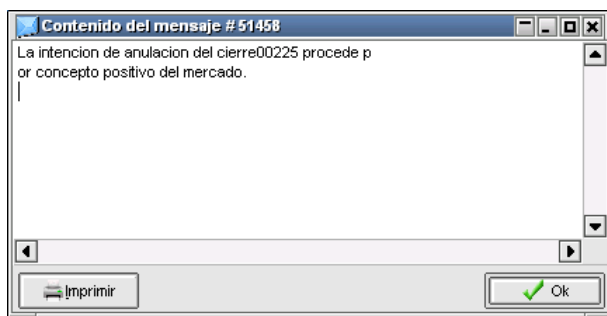 Contenido del mensaje # 51458
La intencion de anulacion del cierre00225 procede p
or concepto positivo del mercado.
Imprimir
Ok